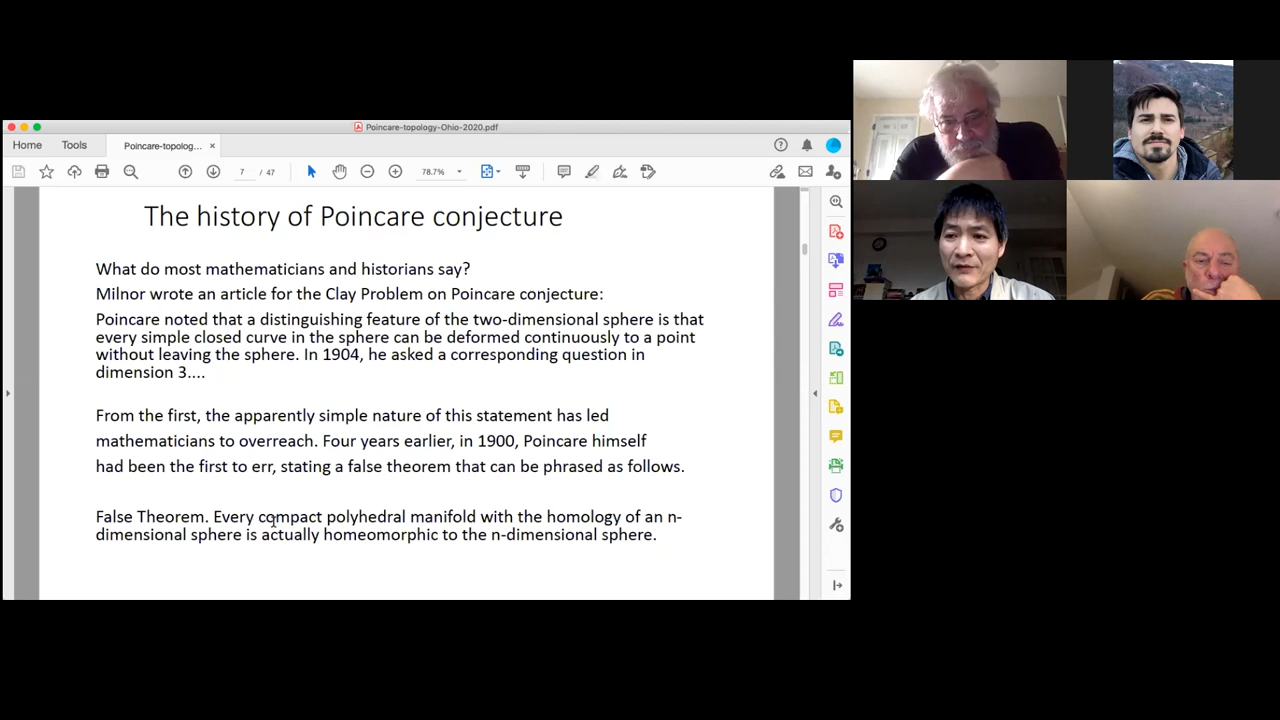 Poincare-topology-Ohio-2020.pdf
Home Tools Poincare-topolog... ×
7 / 47 78.7%
The history of Poincare conjecture
What do most mathematicians and historians say?
Milnor wrote an article for the Clay Problem on Poincare conjecture:
Poincare noted that a distinguishing feature of the two-dimensional sphere is that
every simple closed curve in the sphere can be deformed continuously to a point
without leaving the sphere. In 1904, he asked a corresponding question in
dimension 3....
From the first, the apparently simple nature of this statement has led
mathematicians to overreach. Four years earlier, in 1900, Poincare himself
had been the first to err, stating a false theorem that can be phrased as follows.
False Theorem. Every compact polyhedral manifold with the homology of an n-
dimensional sphere is actually homeomorphic to the n-dimensional sphere.